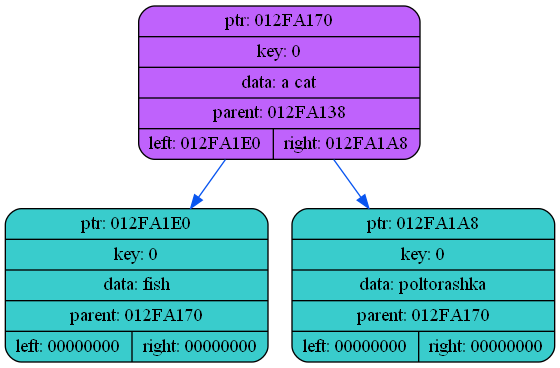 ptr: 012FA170
key: 0
data: a cat
parent: 012FA138
left: 012FA1E0 right: 012FA1A8
ptr: 012FA1E0
key: 0
data: fish
parent: 012FA170
left: 00000000 right: 00000000
ptr: 012FA1A8
key: 0
data: poltorashka
parent: 012FA170
left: 00000000 right: 00000000